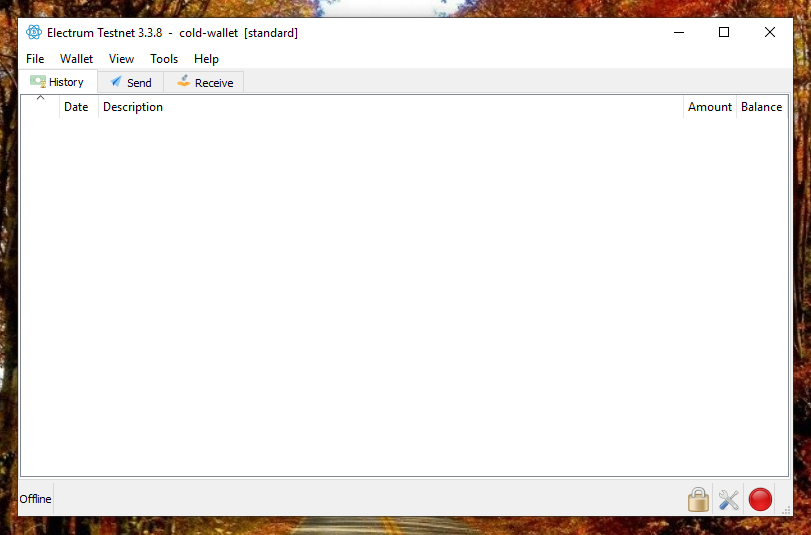 Electrum Testnet 3.3.8 - cold-wallet [standard]
File Wallet View Tools Help
History Send Receive
Date Description Amount Balance
Offline